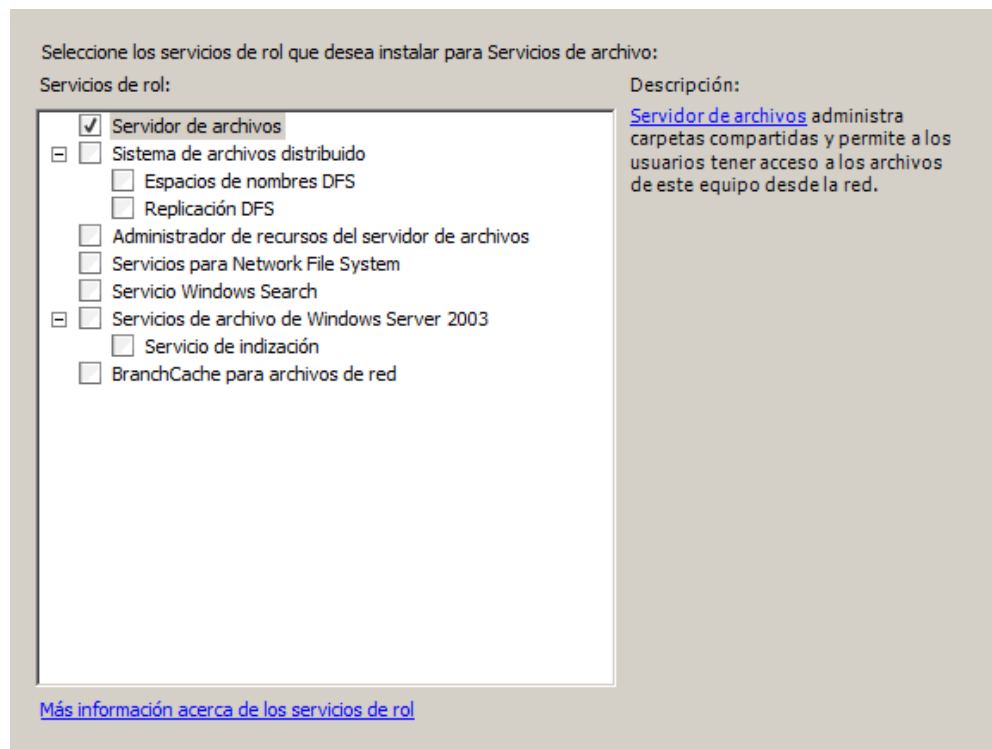 Seleccione los servicios de rol que desea instalar para Servicios de archivo:
Servicios de rol:
Servidor de archivos
Sistema de archivos distribuido
Espacios de nombres DFS
Replicación DFS
Administrador de recursos del servidor de archivos
Servicios para Network File System
Servicio Windows Search
Servicios de archivo de Windows Server 2003
Servicio de indización
BranchCache para archivos de red
Más información acerca de los servicios de rol
Descripción:
Servidor de archivos administra
carpetas compartidas y permite a los
usuarios tener acceso a los archivos
de este equipo desde la red.